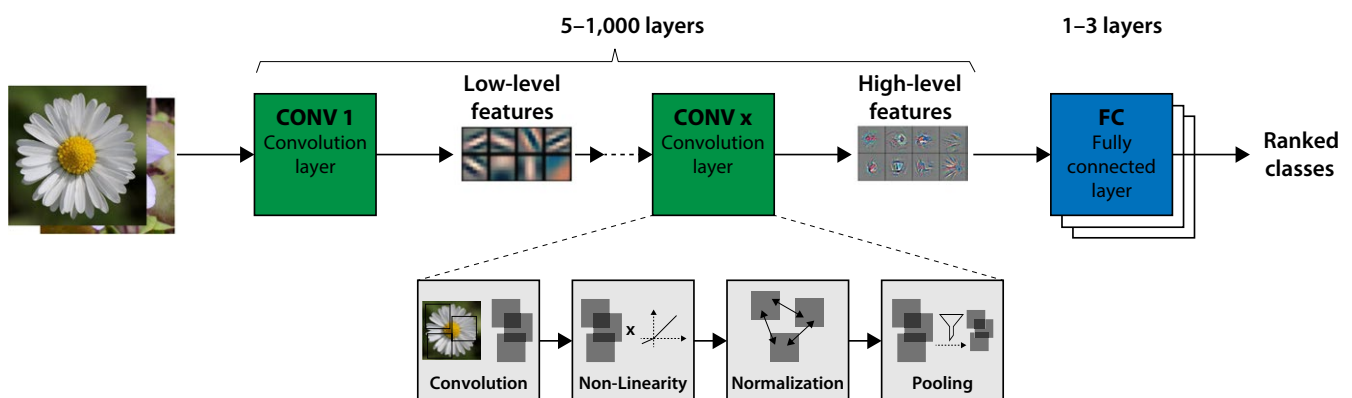 5–1,000 layers
1–3 layers
CONV 1
Convolution
layer
Low-level
features
CONV x
Convolution
layer
High-level
features
FC
Fully
connected
layer
Ranked
classes
x
Convolution
Non-Linearity
Normalization
Pooling